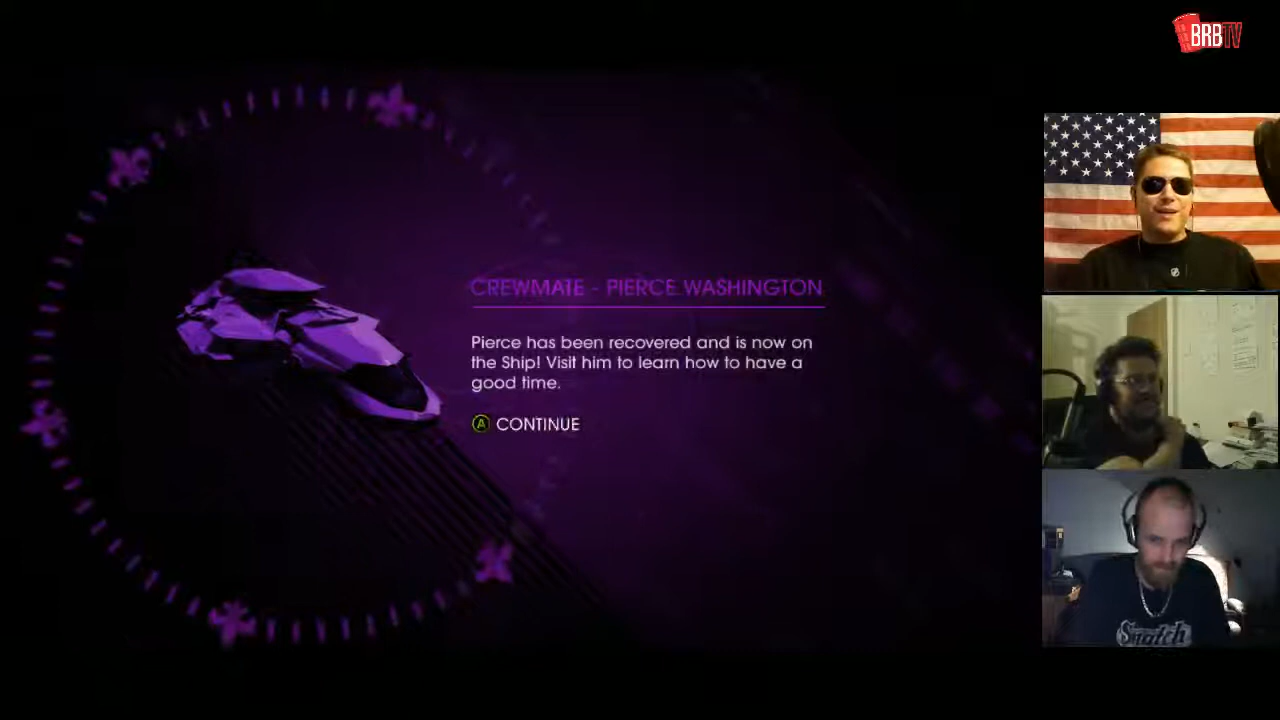 BRBTV
CREWMATE - PIERCE WASHINGTON
Pierce has been recovered and is now on
the Ship! Visit him to learn how to have a
good time.
A CONTINUE
Snatch